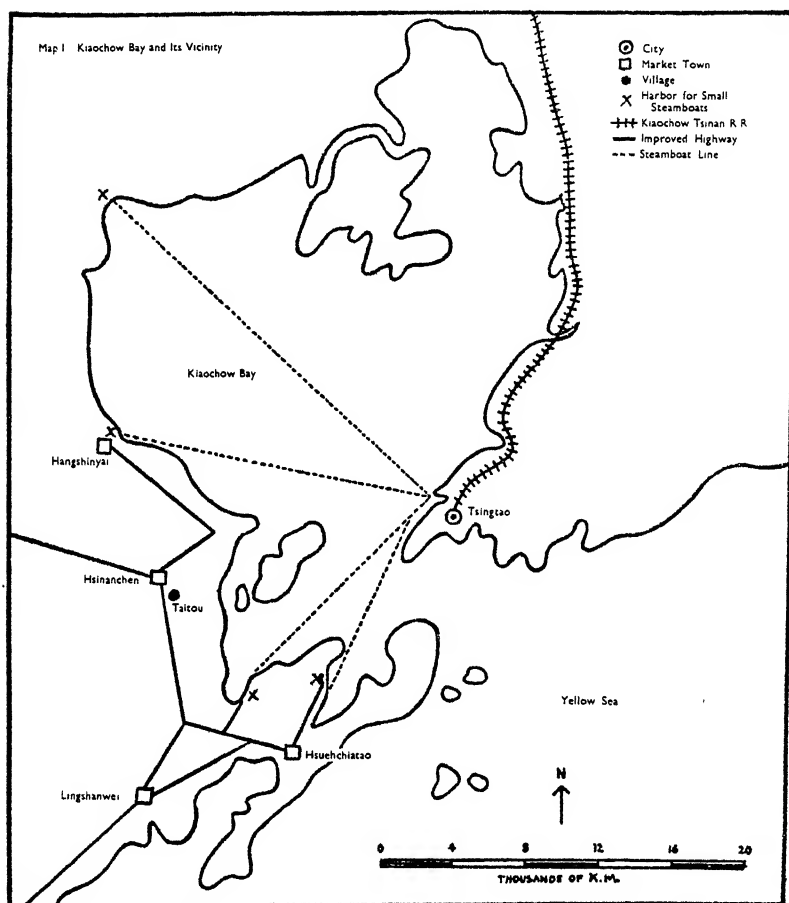 Map I Kiaochow Bay and Its Vicinity
City
Market Town
Village
Harbor for Small
Steamboats
Kiaochow Tsinan R R
Improved Highway
Steamboat Line
Kiaochow Bay
Hangshinyai
Tsingtao
Hsinanchen
Taitou
Yellow Sea
Hsuehchiatao
Lingshanwei
N
0 4 8 12 16 20
THOUSANDS OF K.M.